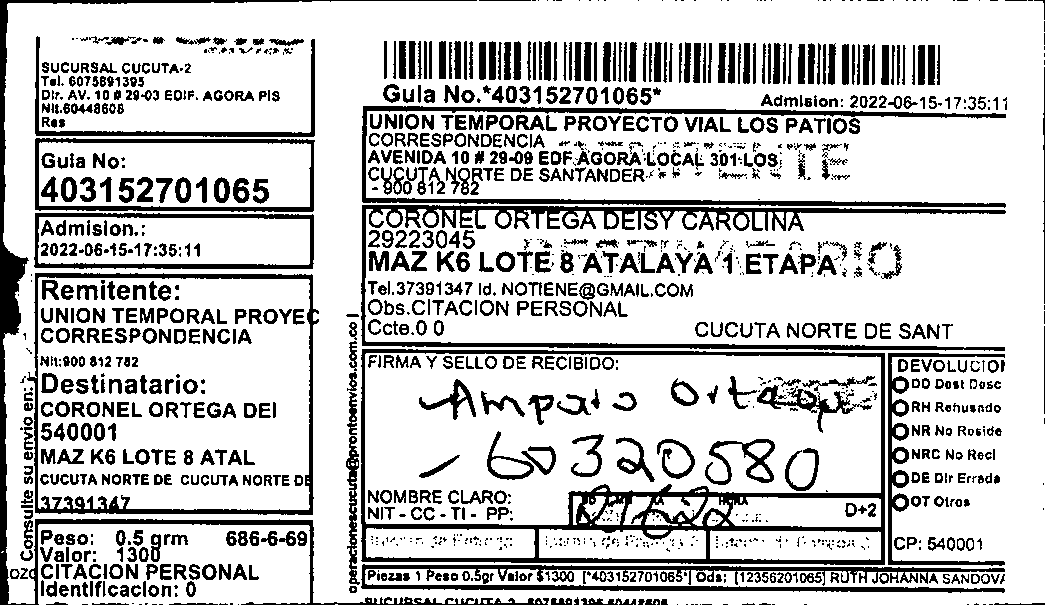 SUCURSAL CUCUTA-2
Tel. 6075891395
Dir. AV. 10 # 29-03 EDIF. AGORA PIS
Nit.60448608
Res
Guia No:
403152701065
Admision.:
2022-06-15-17:35:11
Remitente:
UNION TEMPORAL PROYEC
CORRESPONDENCIA
Nit:900 812 782
Destinatario:
CORONEL ORTEGA DEI
540001
MAZ K6 LOTE 8 ATAL
CUCUTA NORTE DE CUCUTA NORTE DE
37391347
Peso: 0.5 grm 686-6-69
Valor: 1300
CITACION PERSONAL
Identificacion: 0
Consulte su envio en:
operacionescucuta@prontoenvios.com.co
Guia No.*403152701065*
Admision: 2022-06-15-17:35:11
UNION TEMPORAL PROYECTO VIAL LOS PATIOS
CORRESPONDENCIA
AVENIDA 10 # 29-09 EDF AGORA LOCAL 301-LOS
CUCUTA NORTE DE SANTANDER
- 900 812 782
CORONEL ORTEGA DEISY CAROLINA
29223045
MAZ K6 LOTE 8 ATALAYA 1 ETAPA
Tel.37391347 Id. NOTIENE@GMAIL.COM
Obs.CITACION PERSONAL
Ccte.0 0
CUCUTA NORTE DE SANT
FIRMA Y SELLO DE RECIBIDO:
Amparo Ortega
60320580
NOMBRE CLARO:
NIT - CC - TI - PP:
D+2
DEVOLUCION
DD Dest Desc
RH Rehusado
NR No Reside
NRC No Recl
DE Dir Errada
OT Otros
CP: 540001
Piezas 1 Peso 0.5gr Valor $1300 [*403152701065*] Ods: [12356201065] RUTH JOHANNA SANDOVA
SUCURSAL CUCUTA-2 6075891395 60448608